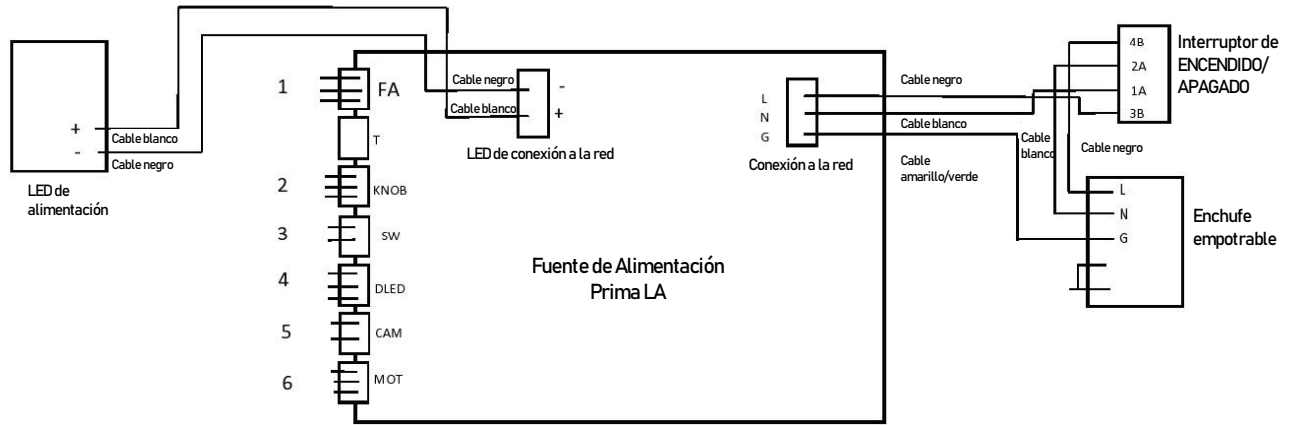 +
-
Cable blanco
Cable negro
LED de
alimentación
1
FA
T
2
KNOB
3
SW
4
DLED
5
CAM
6
MOT
Cable negro
-
Cable blanco
+
LED de conexión a la red
Fuente de Alimentación
Prima LA
L
N
G
Conexión a la red
Cable negro
Cable blanco
Cable
amarillo/verde
Cable
blanco
Cable negro
4B
2A
1A
3B
Interruptor de
ENCENDIDO/
APAGADO
L
N
G
Enchufe
empotrable